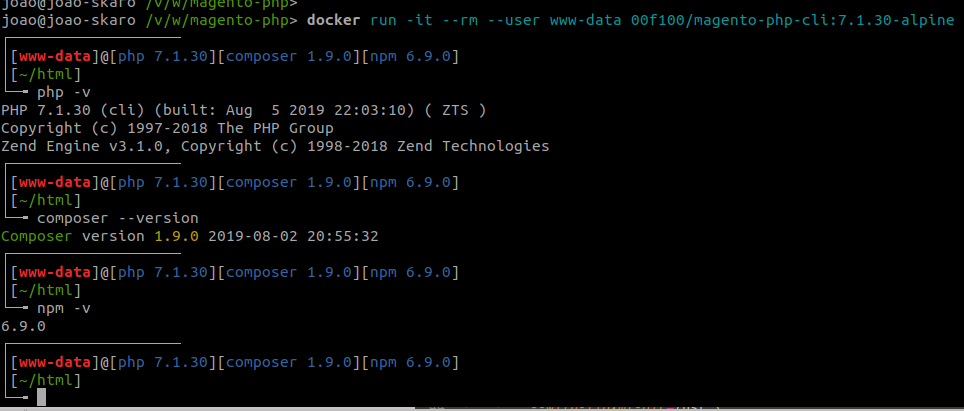 joao@joao-skaro /v/w/magento-php>
joao@joao-skaro /v/w/magento-php> docker run -it --rm --user www-data 00f100/magento-php-cli:7.1.30-alpine
[www-data]@[php 7.1.30][composer 1.9.0][npm 6.9.0]
[~/html]
php -v
PHP 7.1.30 (cli) (built: Aug  5 2019 22:03:10) ( ZTS )
Copyright (c) 1997-2018 The PHP Group
Zend Engine v3.1.0, Copyright (c) 1998-2018 Zend Technologies
[www-data]@[php 7.1.30][composer 1.9.0][npm 6.9.0]
[~/html]
composer --version
Composer version 1.9.0 2019-08-02 20:55:32
[www-data]@[php 7.1.30][composer 1.9.0][npm 6.9.0]
[~/html]
npm -v
6.9.0
[www-data]@[php 7.1.30][composer 1.9.0][npm 6.9.0]
[~/html]